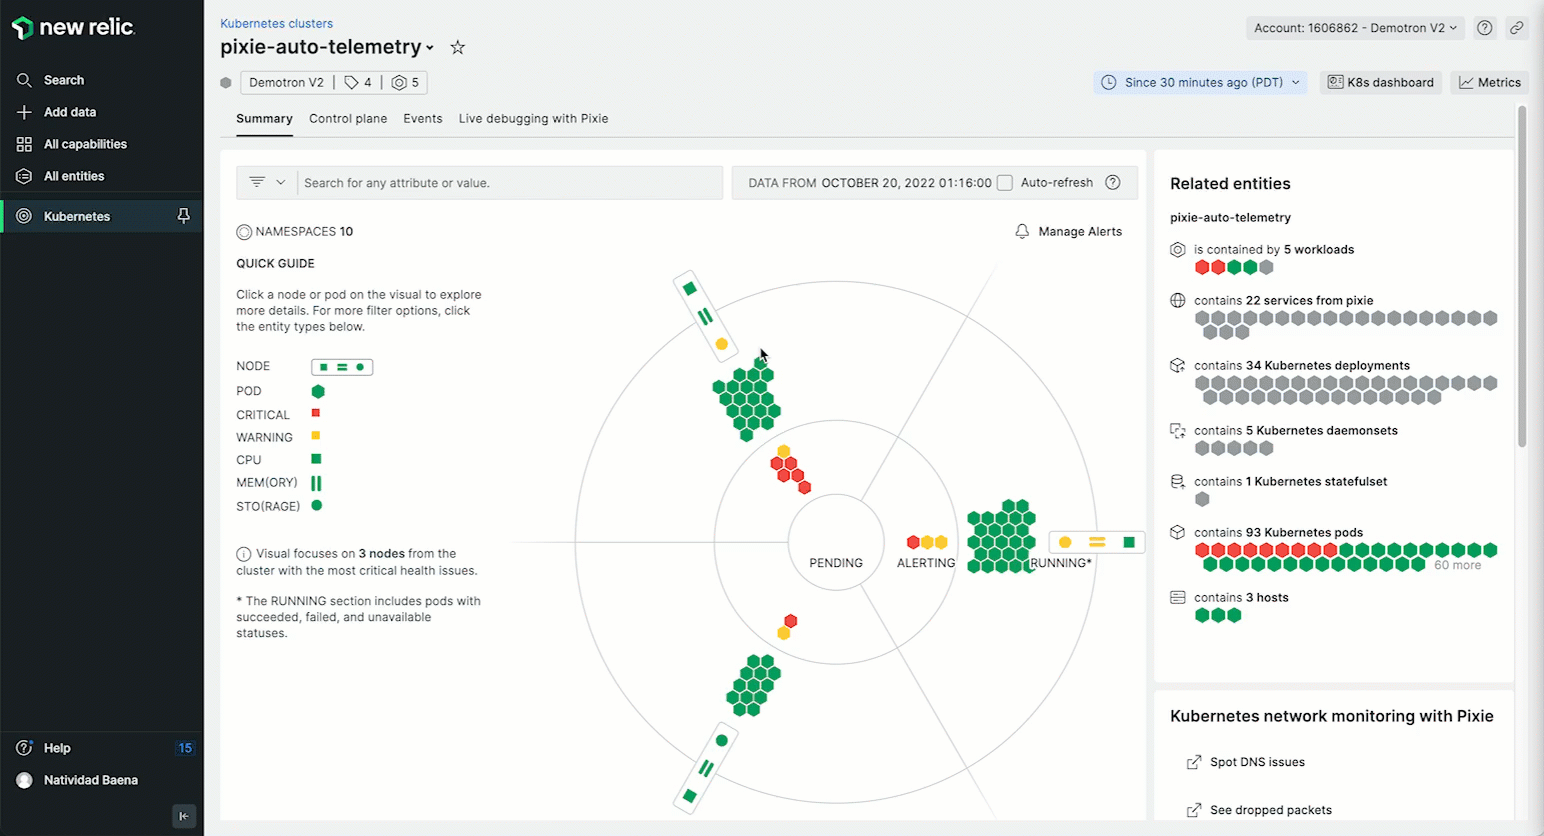 new relic
Search
Add data
All capabilities
All entities
Kubernetes
Help 15
Natividad Baena
Kubernetes clusters
pixie-auto-telemetry
Account: 1606862 - Demotron V2
Demotron V2 | 4 | 5
Since 30 minutes ago (PDT)
K8s dashboard
Metrics
Summary Control plane Events Live debugging with Pixie
Search for any attribute or value.
DATA FROM OCTOBER 20, 2022 01:16:00 Auto-refresh
NAMESPACES 10
Manage Alerts
QUICK GUIDE
Click a node or pod on the visual to explore
more details. For more filter options, click
the entity types below.
NODE
POD
CRITICAL
WARNING
CPU
MEM(ORY)
STO(RAGE)
Visual focuses on 3 nodes from the
cluster with the most critical health issues.
* The RUNNING section includes pods with
succeeded, failed, and unavailable
statuses.
PENDING ALERTING RUNNING*
Related entities
pixie-auto-telemetry
is contained by 5 workloads
contains 22 services from pixie
contains 34 Kubernetes deployments
contains 5 Kubernetes daemonsets
contains 1 Kubernetes statefulset
contains 93 Kubernetes pods
60 more
contains 3 hosts
Kubernetes network monitoring with Pixie
Spot DNS issues
See dropped packets